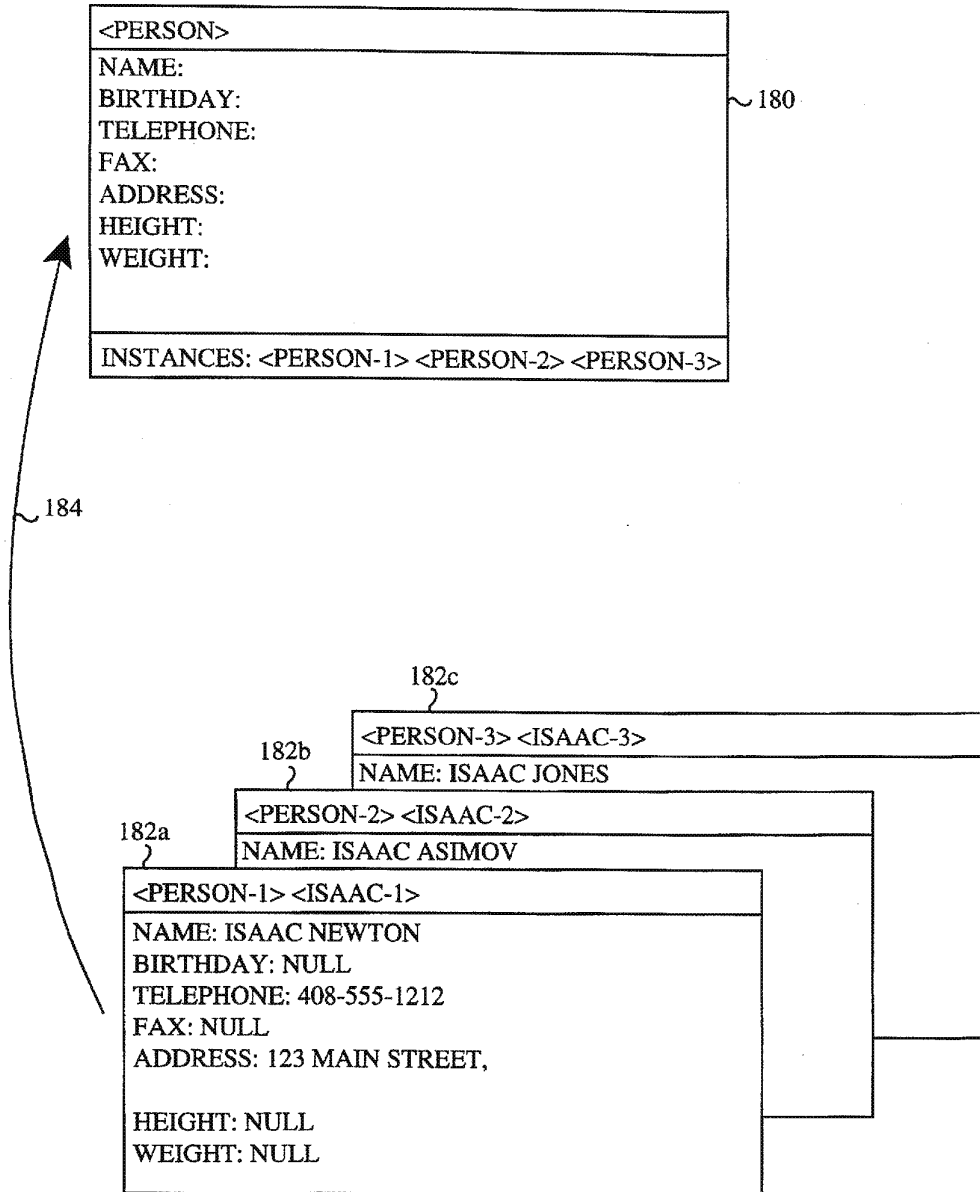 <PERSON>
NAME:
BIRTHDAY:
TELEPHONE:
FAX:
ADDRESS:
HEIGHT:
WEIGHT:
INSTANCES: <PERSON-1> <PERSON-2> <PERSON-3>
180
184
182c
<PERSON-3> <ISAAC-3>
NAME: ISAAC JONES
182b
<PERSON-2> <ISAAC-2>
NAME: ISAAC ASIMOV
182a
<PERSON-1> <ISAAC-1>
NAME: ISAAC NEWTON
BIRTHDAY: NULL
TELEPHONE: 408-555-1212
FAX: NULL
ADDRESS: 123 MAIN STREET,
HEIGHT: NULL
WEIGHT: NULL